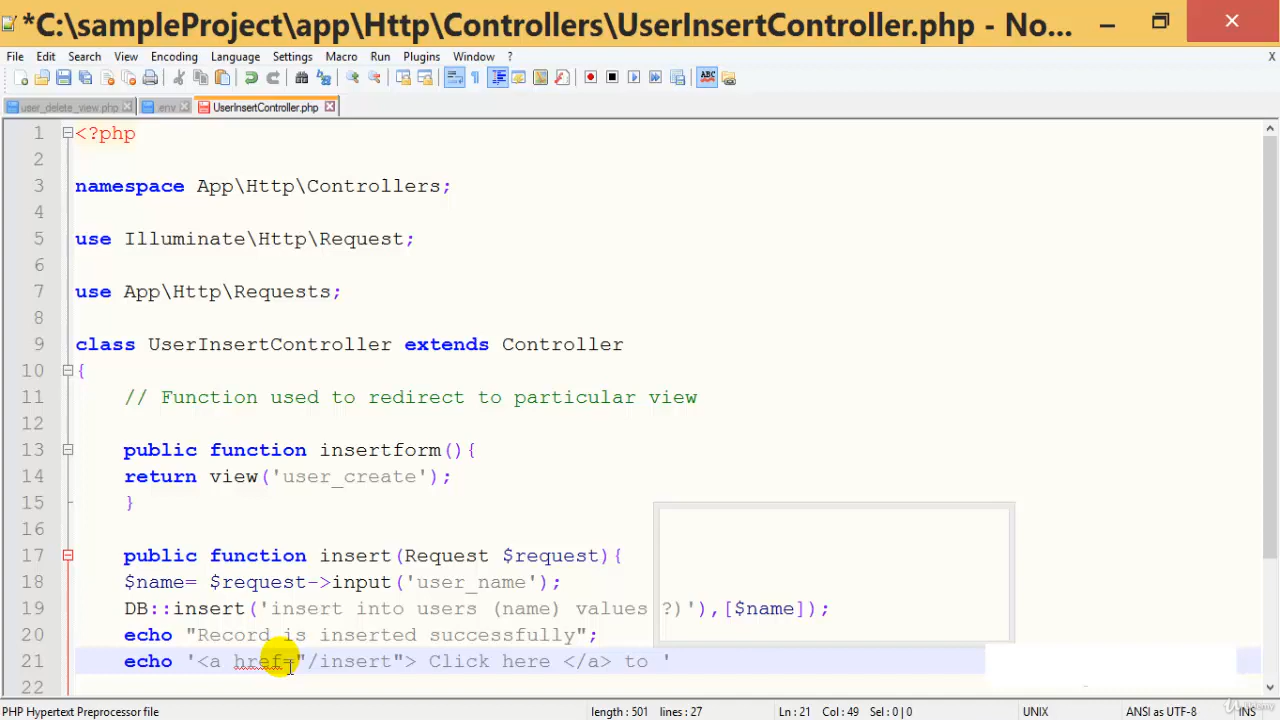 *C:\sampleProject\app\Http\Controllers\UserInsertController.php - No...
File Edit Search View Encoding Language Settings Macro Run Plugins Window ? X
user_delete_view.php .env UserInsertController.php
1 <?php
2
3 namespace App\Http\Controllers;
4
5 use Illuminate\Http\Request;
6
7 use App\Http\Requests;
8
9 class UserInsertController extends Controller
10 {
11 // Function used to redirect to particular view
12
13 public function insertform(){
14 return view('user_create');
15 }
16
17 public function insert(Request $request){
18 $name= $request->input('user_name');
19 DB::insert('insert into users (name) values ?)'),[$name]);
20 echo "Record is inserted successfully";
21 echo '<a href="/insert"> Click here </a> to '
22
PHP Hypertext Preprocessor file length : 501 lines : 27 Ln : 21 Col : 49 Sel : 0 | 0 UNIX ANSI as UTF-8 INS
Udemy